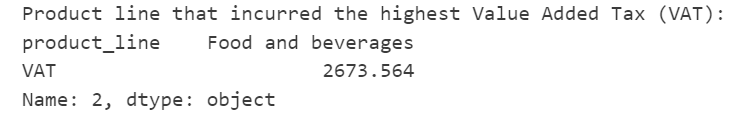 Product line that incurred the highest Value Added Tax (VAT):
product_line    Food and beverages
VAT                       2673.564
Name: 2, dtype: object